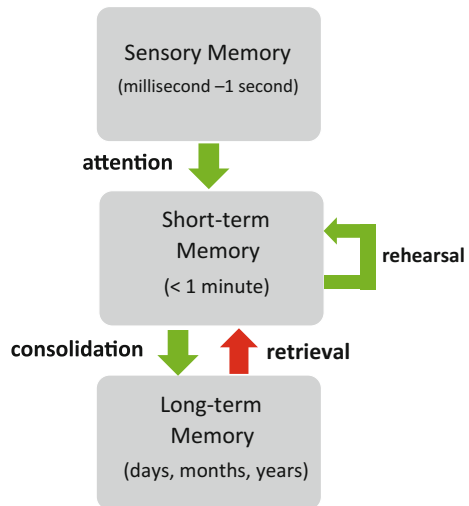 Sensory Memory
(millisecond –1 second)
attention
Short-term
Memory
(< 1 minute)
rehearsal
consolidation
retrieval
Long-term
Memory
(days, months, years)